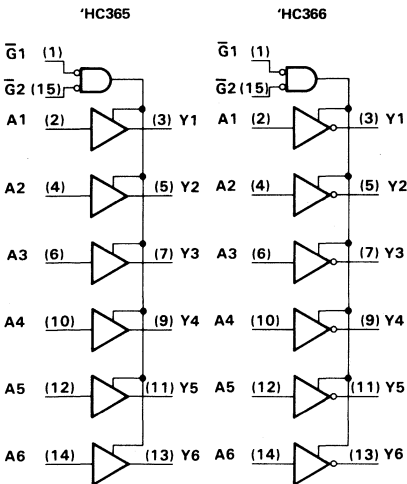 'HC365 'HC366
G̅1 (1) G̅1 (1)
G̅2 (15) G̅2 (15)
A1 (2) (3) Y1 A1 (2) (3) Y1
A2 (4) (5) Y2 A2 (4) (5) Y2
A3 (6) (7) Y3 A3 (6) (7) Y3
A4 (10) (9) Y4 A4 (10) (9) Y4
A5 (12) (11) Y5 A5 (12) (11) Y5
A6 (14) (13) Y6 A6 (14) (13) Y6